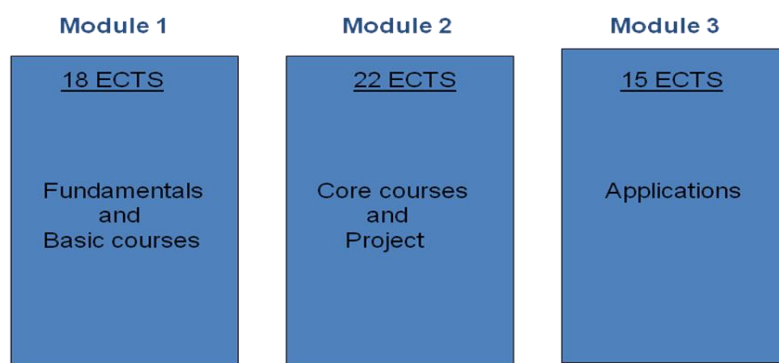 Module 1
18 ECTS
Fundamentals
and
Basic courses
Module 2
22 ECTS
Core courses
and
Project
Module 3
15 ECTS
Applications